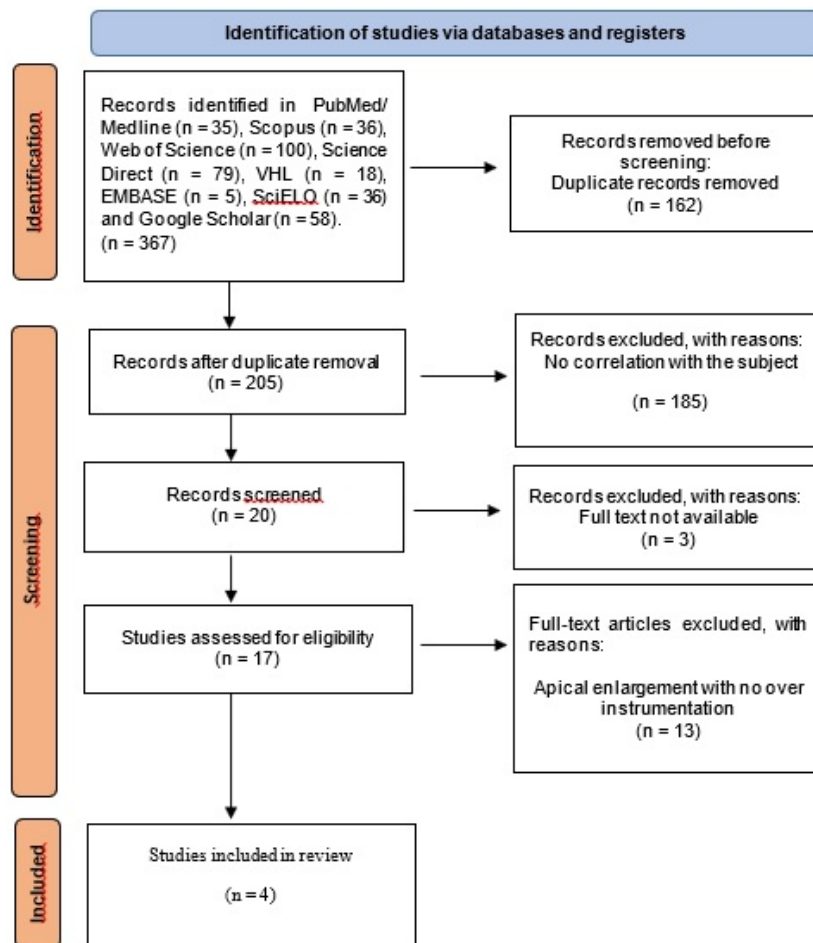 Identification of studies via databases and registers
Identification
Records identified in PubMed/
Medline (n = 35), Scopus (n = 36),
Web of Science (n = 100), Science
Direct (n = 79), VHL (n = 18),
EMBASE (n = 5), SciELO (n = 36)
and Google Scholar (n = 58).
(n = 367)
Records removed before
screening:
Duplicate records removed
(n = 162)
Screening
Records after duplicate removal
(n = 205)
Records excluded, with reasons:
No correlation with the subject
(n = 185)
Records screened
(n = 20)
Records excluded, with reasons:
Full text not available
(n = 3)
Studies assessed for eligibility
(n = 17)
Full-text articles excluded, with
reasons:
Apical enlargement with no over
instrumentation
(n = 13)
Included
Studies included in review
(n = 4)